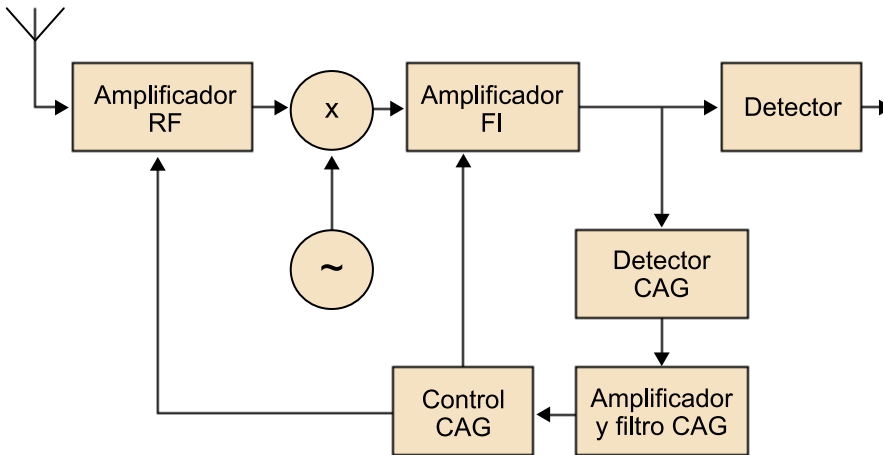 Amplificador
RF
x
Amplificador
FI
Detector
~
Detector
CAG
Control
CAG
Amplificador
y filtro CAG